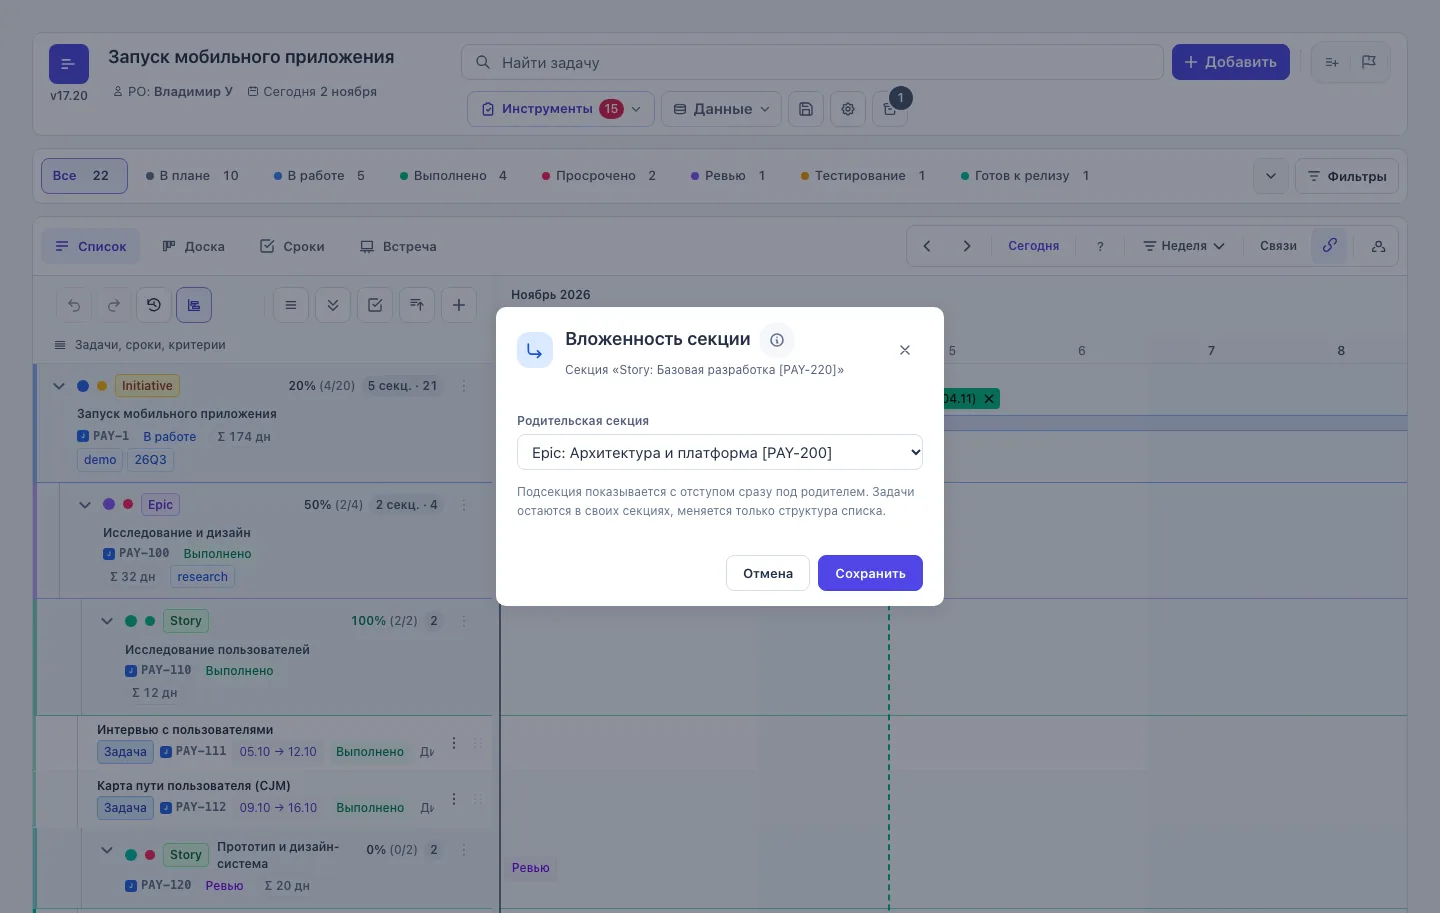 Запуск мобильного приложения
Найти задачу
Добавить
v17.20
PO: Владимир У
Сегодня 2 ноября
Инструменты 15
Данные
1
Все 22
В плане 10
В работе 5
Выполнено 4
Просрочено 2
Ревью 1
Тестирование 1
Готов к релизу 1
Фильтры
Список
Доска
Сроки
Встреча
Сегодня
?
Неделя
Связи
Ноябрь 2026
Задачи, сроки, критерии
5
6
7
8
Initiative
20% (4/20)
5 секц. · 21
04.11)
Запуск мобильного приложения
PAY-1
В работе
Σ 174 дн
demo
26Q3
Epic
50% (2/4)
2 секц. · 4
Исследование и дизайн
PAY-100
Выполнено
Σ 32 дн
research
Story
100% (2/2)
2
Исследование пользователей
PAY-110
Выполнено
Σ 12 дн
Интервью с пользователями
Задача
PAY-111
05.10 → 12.10
Выполнено
Карта пути пользователя (CJM)
Задача
PAY-112
09.10 → 16.10
Выполнено
Story
Прототип и дизайн-
система
0% (0/2)
2
PAY-120
Ревью
Σ 20 дн
Ревью
Вложенность секции
Секция «Story: Базовая разработка [PAY-220]»
Родительская секция
Epic: Архитектура и платформа [PAY-200]
Подсекция показывается с отступом сразу под родителем. Задачи
остаются в своих секциях, меняется только структура списка.
Отмена
Сохранить